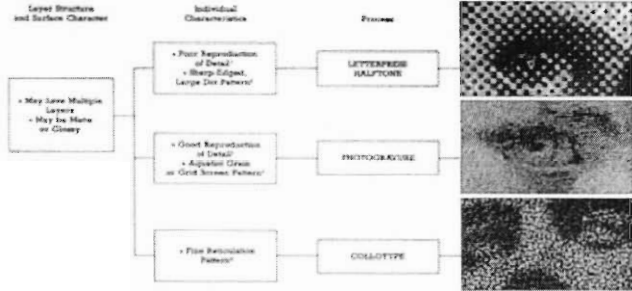 Layer Structure
and Surface Character
Individual
Characteristics
Process
• May have Multiple
Layers
• May be Matte
or Glossy
• Poor Reproduction
of Detail
• Sharp Edged,
Large Dot Pattern
LETTERPRESS
HALFTONE
• Good Reproduction
of Detail
• Aquatint Grain
or Grid Screen Pattern
PHOTOGRAVURE
• Fine Reticulation
Pattern
COLLOTYPE